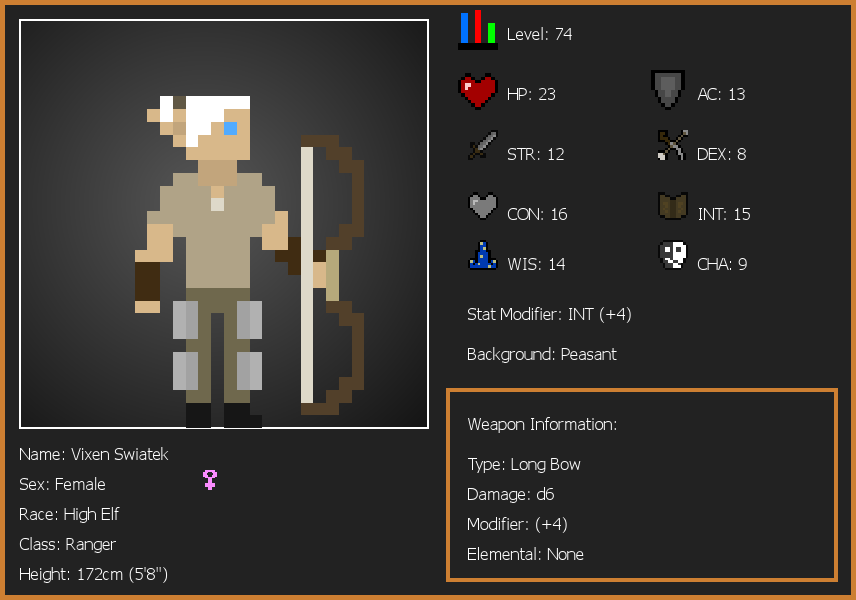 Level: 74
HP: 23
AC: 13
STR: 12
DEX: 8
CON: 16
INT: 15
WIS: 14
CHA: 9
Stat Modifier: INT (+4)
Background: Peasant
Weapon Information:
Type: Long Bow
Damage: d6
Modifier: (+4)
Elemental: None
Name: Vixen Swiatek
Sex: Female
Race: High Elf
Class: Ranger
Height: 172cm (5'8")